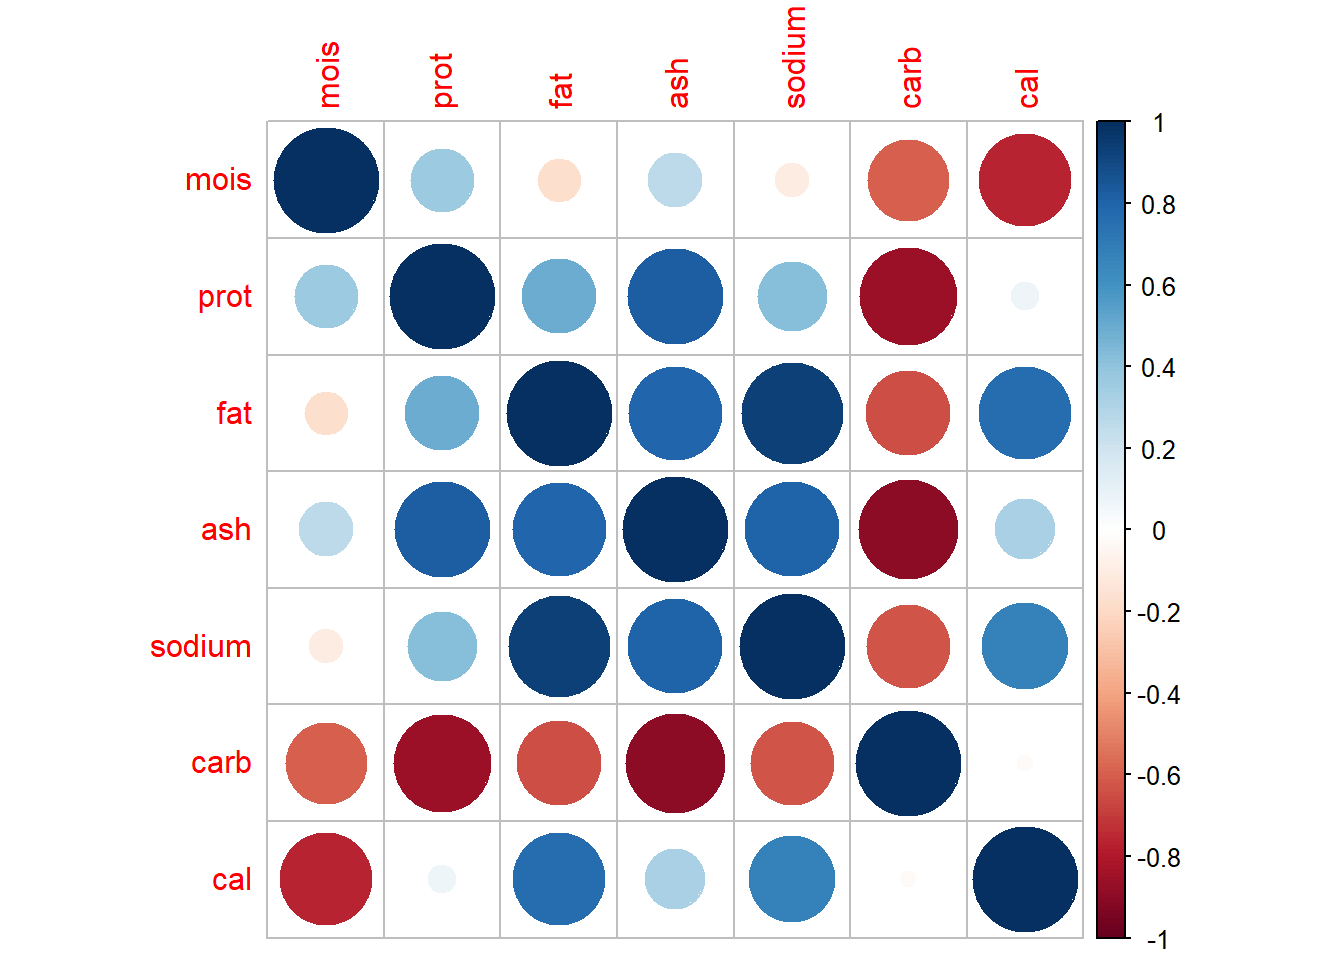 mois prot fat ash sodium carb cal
mois
prot
fat
ash
sodium
carb
cal
1
0.8
0.6
0.4
0.2
0
-0.2
-0.4
-0.6
-0.8
-1